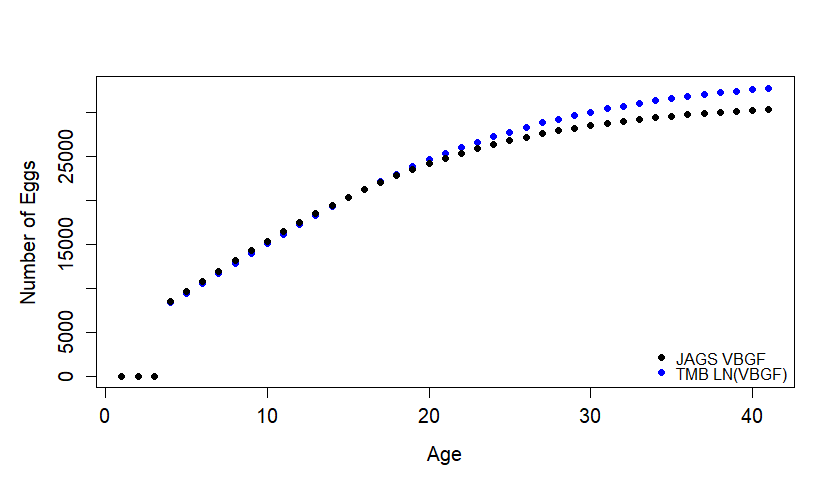 Number of Eggs
25000
15000
5000
0
JAGS VBGF
TMB LN(VBGF)
0 10 20 30 40
Age